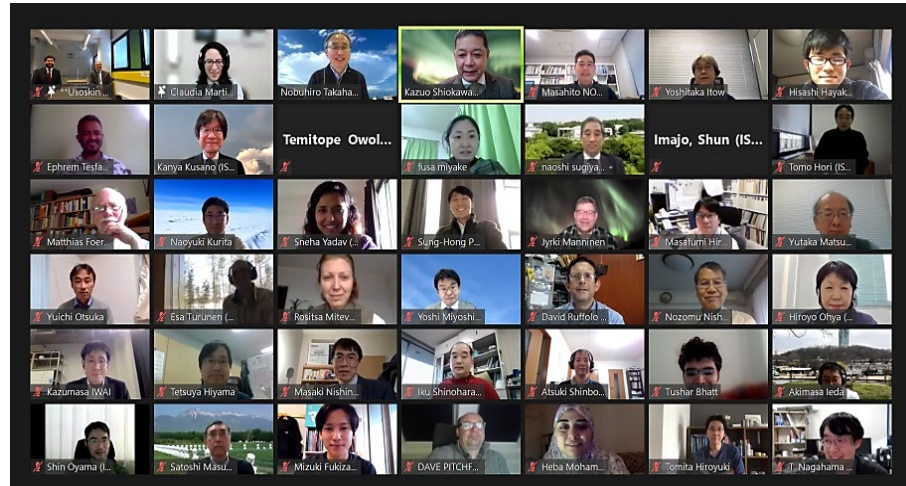 **Usoskin ...
Claudia Marti...
Nobuhiro Takaha...
Kazuo Shiokawa...
Masahito NO...
Yoshitaka Itow
Hisashi Hayak...
Ephrem Tesfa...
Kanya Kusano (IS...
Temitope Owol...
fusa miyake
naoshi sugiya...
Imajo, Shun (IS...
Tomo Hori (IS...
Matthias Foer...
Naoyuki Kurita
Sneha Yadav (...
Sung-Hong P...
Jyrki Manninen
Masafumi Hir...
Yutaka Matsu...
Yuichi Otsuka
Esa Turunen (...
Rositsa Mitev...
Yoshi Miyoshi...
David Ruffolo ...
Nozomu Nish...
Hiroyo Ohya (...
Kazumasa IWAI
Tetsuya Hiyama
Masaki Nishin...
Iku Shinohara...
Atsuki Shinbo...
Tushar Bhatt
Akimasa Ieda
Shin Oyama (I...
Satoshi Masu...
Mizuki Fukiza...
DAVE PITCHF...
Heba Moham...
Tomita Hiroyuki
T. Nagahama ...